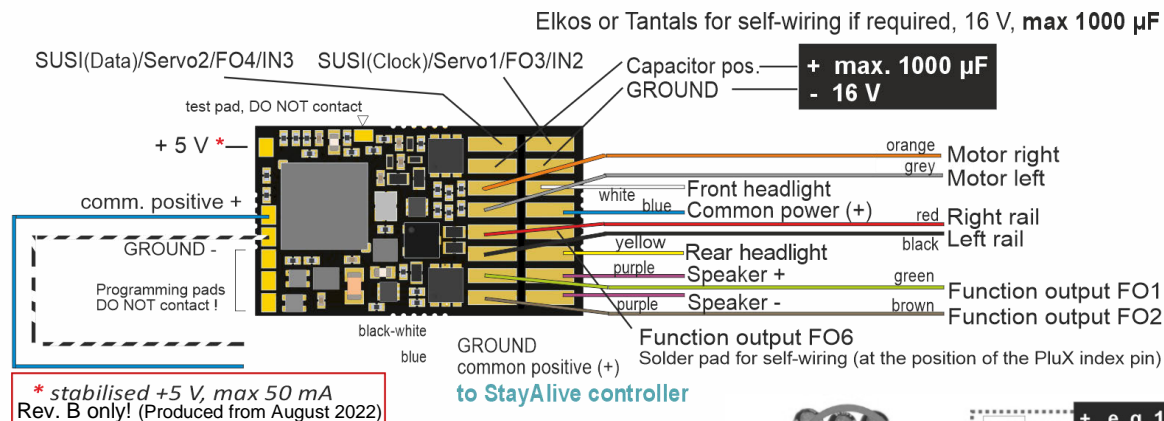 Elkos or Tantals for self-wiring if required, 16 V, max 1000 µF
SUSI(Data)/Servo2/FO4/IN3
SUSI(Clock)/Servo1/FO3/IN2
Capacitor pos.
+ max. 1000 µF
GROUND
- 16 V
test pad, DO NOT contact
+ 5 V *
orange
Motor right
grey
Motor left
white
Front headlight
comm. positive +
blue
Common power (+)
red
Right rail
black
Left rail
GROUND -
yellow
Rear headlight
purple
Speaker +
green
Function output FO1
Programming pads
DO NOT contact !
purple
Speaker -
brown
Function output FO2
black-white
Function output FO6
GROUND
blue
Solder pad for self-wiring (at the position of the PluX index pin)
common positive (+)
to StayAlive controller
* stabilised +5 V, max 50 mA
Rev. B only! (Produced from August 2022)